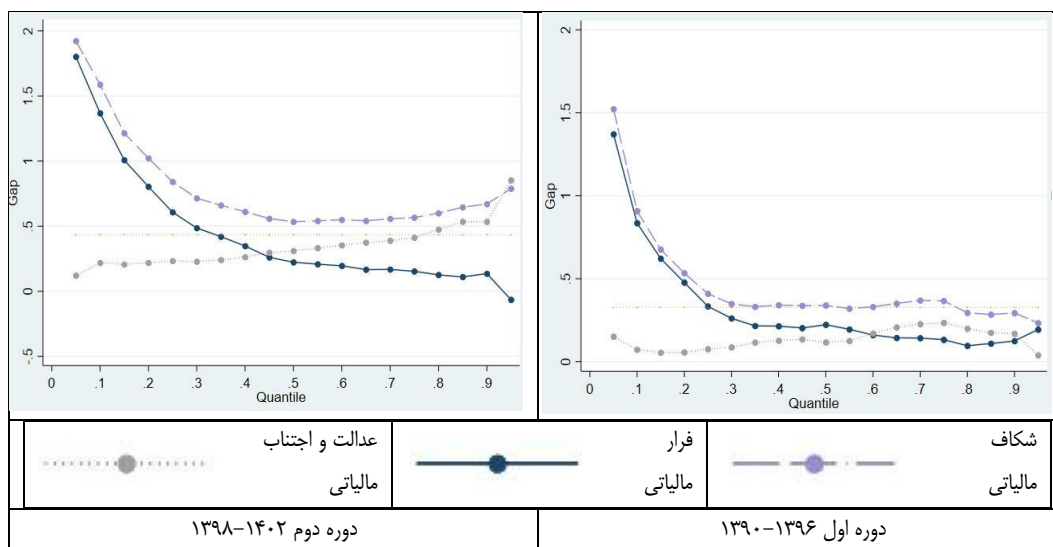 2
1.5
1
.5
0
-.5
Gap
0 .1 .2 .3 .4 .5 .6 .7 .8 .9
Quantile
2
1.5
1
.5
0
Gap
0 .1 .2 .3 .4 .5 .6 .7 .8 .9
Quantile
شکاف
مالیاتی
فرار
مالیاتی
عدالت و اجتناب
مالیاتی
دوره اول ۱۳۹۶-۱۳۹۰
دوره دوم ۱۴۰۲-۱۳۹۸